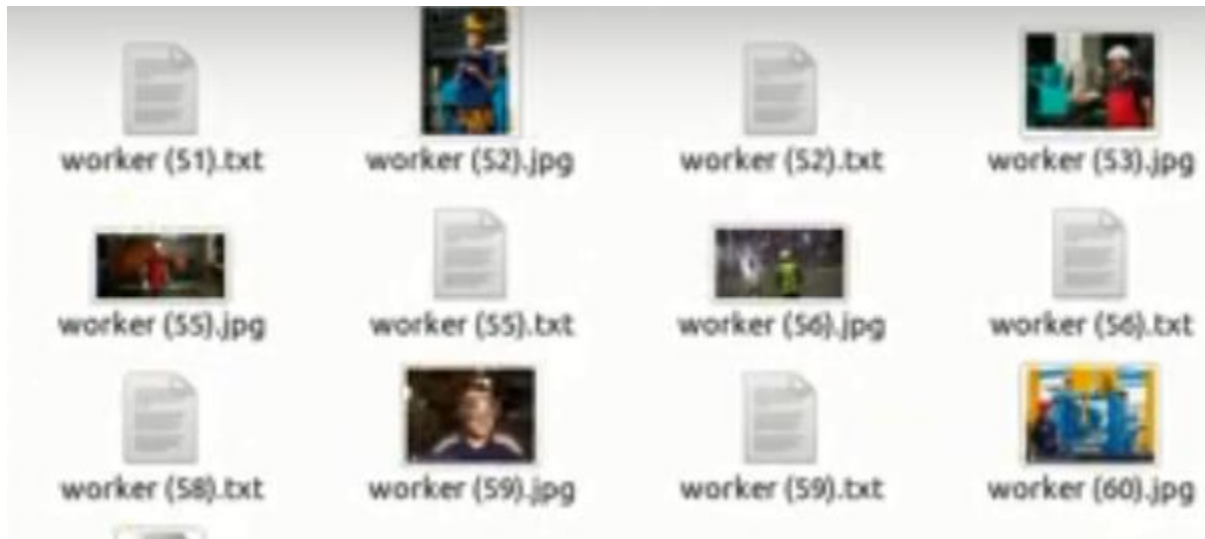 worker (51).txt
worker (52).jpg
worker (52).txt
worker (53).jpg
worker (55).jpg
worker (55).txt
worker (56).jpg
worker (56).txt
worker (58).txt
worker (59).jpg
worker (59).txt
worker (60).jpg